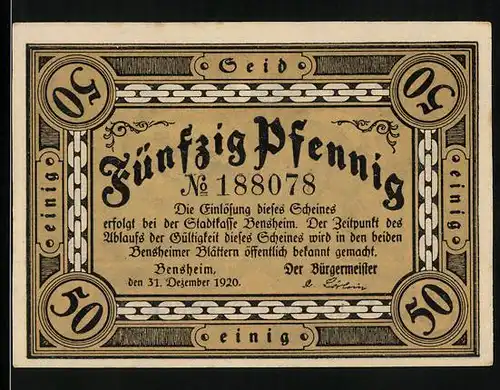 50 Seid 50
einig
einig
Fünfzig Pfennig
№ 188078
Die Einlösung dieses Scheines
erfolgt bei der Stadtkasse Bensheim. Der Zeitpunkt des
Ablaufs der Gültigkeit dieses Scheines wird in den beiden
Bensheimer Blättern öffentlich bekannt gemacht.
Bensheim, Der Bürgermeister
den 31. Dezember 1920.
50 einig 50